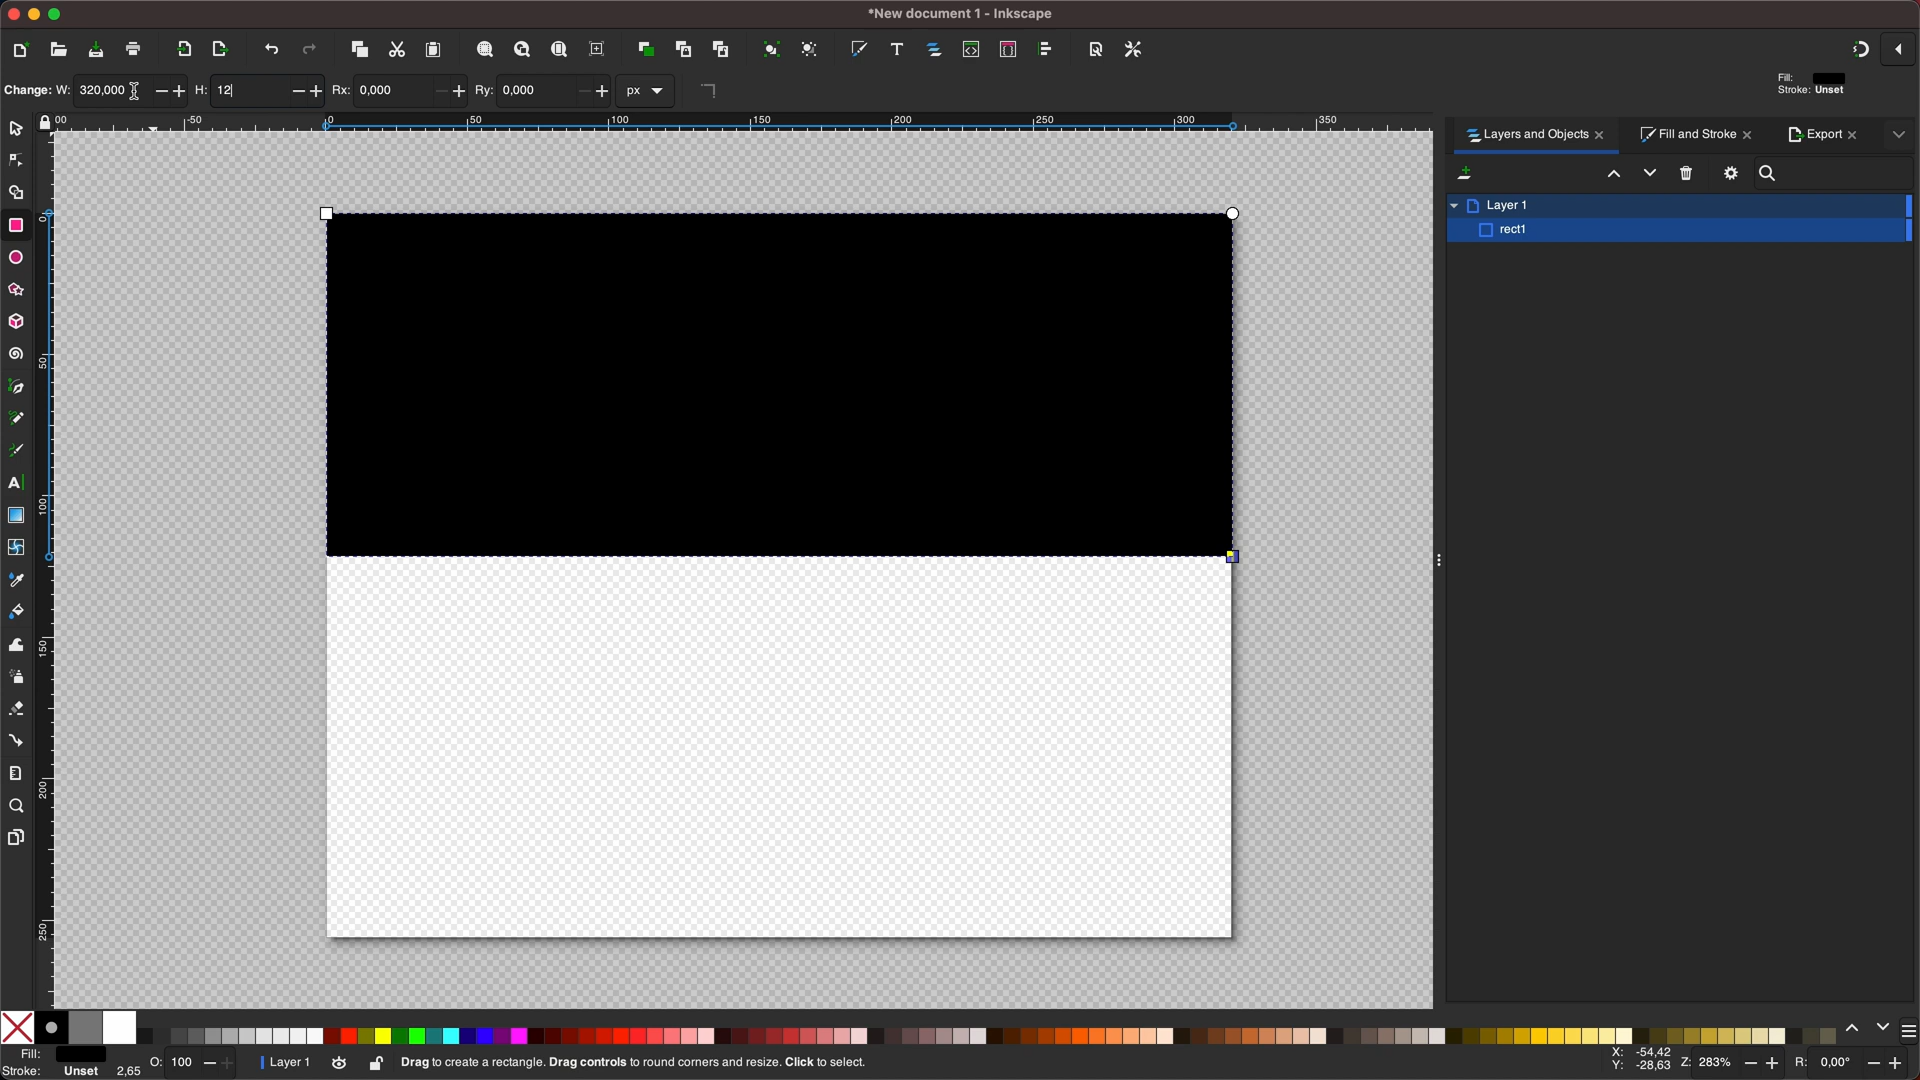 *New document 1 - Inkscape
Change: W: 320,000 H: 12 Rx: 0,000 Ry: 0,000 px
Fill:
Stroke: Unset
00 -50 0 50 100 150 200 250 300 350
Layers and Objects Fill and Stroke Export
Layer 1
rect1
0
50
100
150
200
250
Fill:
Stroke: Unset 2,65
O: 100
Layer 1
Drag to create a rectangle. Drag controls to round corners and resize. Click to select.
X: -54,42
Y: -28,63
Z: 283%
R: 0,00°